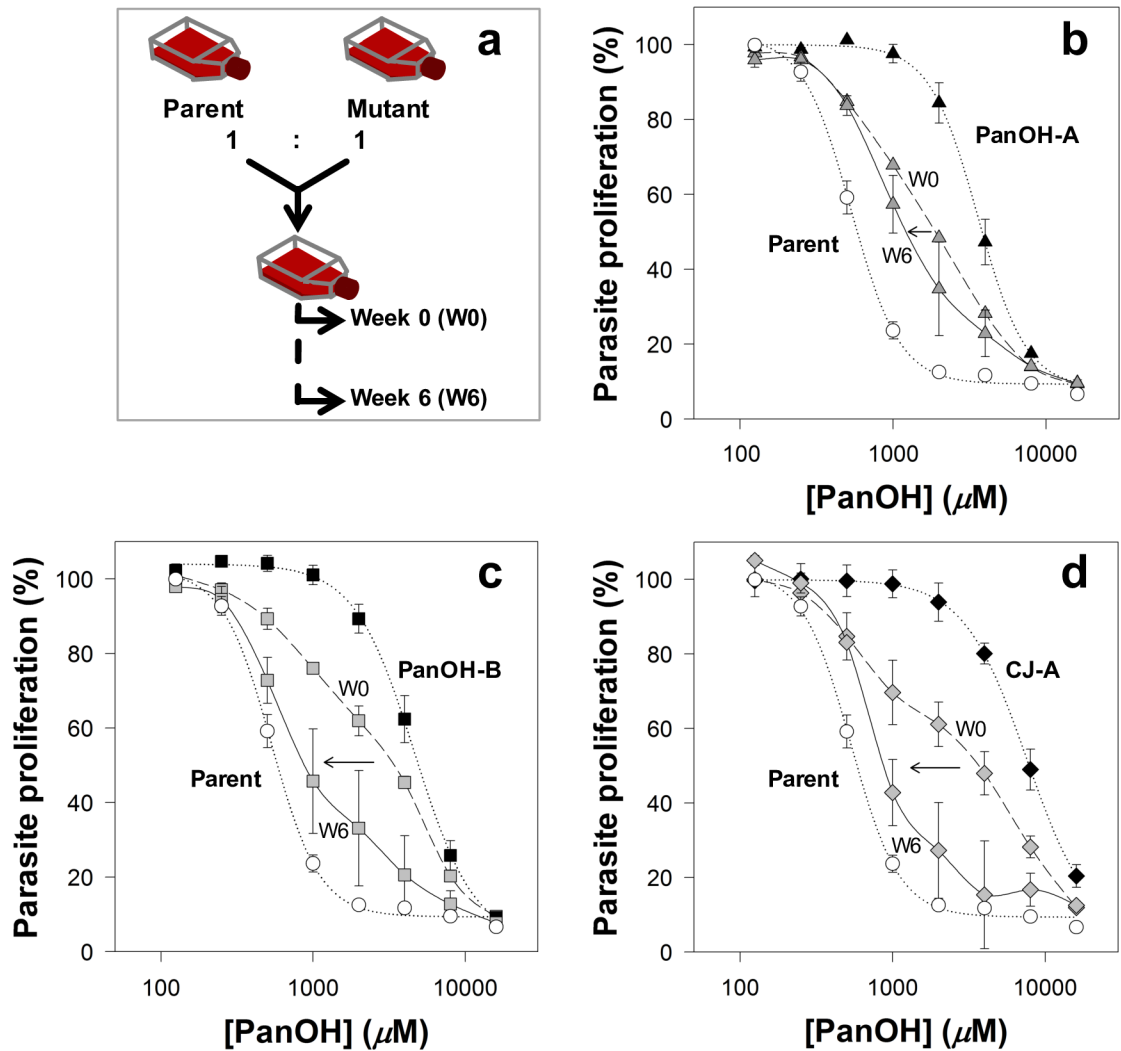 a
Parent Mutant
1 : 1
Week 0 (W0)
Week 6 (W6)
b
Parasite proliferation (%)
100
80
60
40
20
0
PanOH-A
W0
Parent
W6
100 1000 10000
[PanOH] (μM)
c
Parasite proliferation (%)
100
80
60
40
20
0
PanOH-B
W0
Parent
W6
100 1000 10000
[PanOH] (μM)
d
Parasite proliferation (%)
100
80
60
40
20
0
CJ-A
W0
Parent
W6
100 1000 10000
[PanOH] (μM)